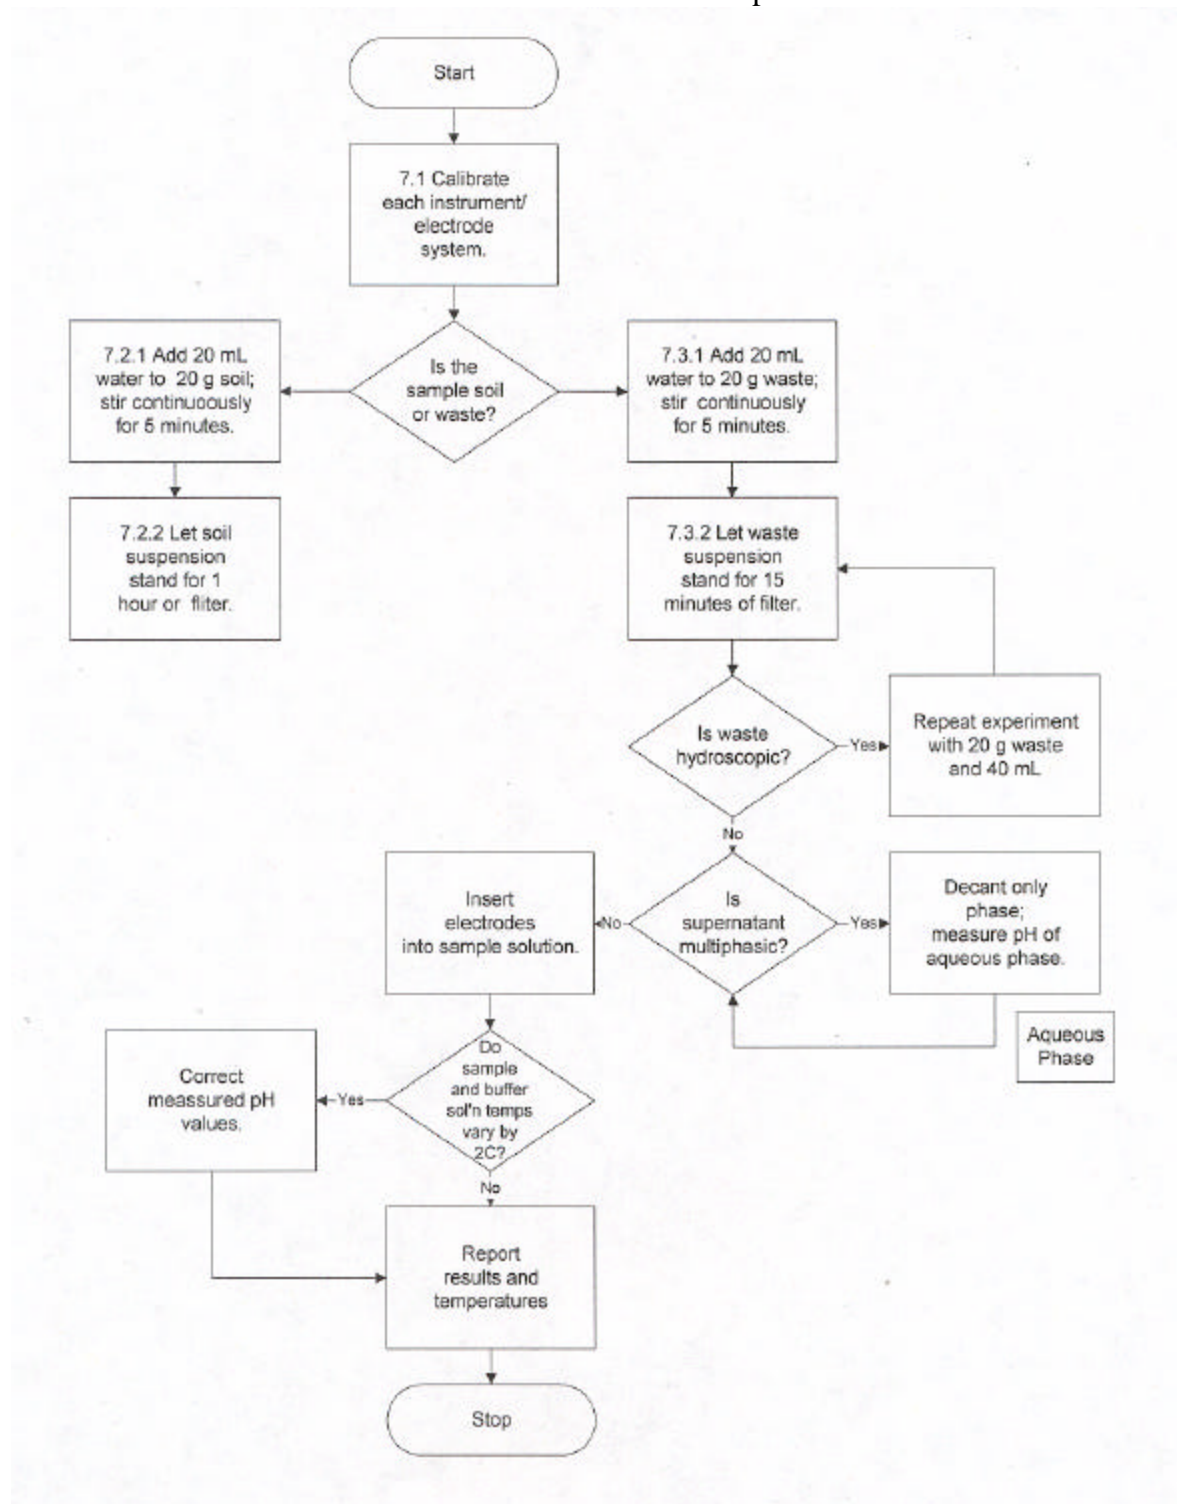 Start
7.1 Calibrate
each instrument/
electrode
system.
Is the
sample soil
or waste?
7.2.1 Add 20 mL
water to 20 g soil;
stir continuoously
for 5 minutes.
7.3.1 Add 20 mL
water to 20 g waste;
stir continuously
for 5 minutes.
7.2.2 Let soil
suspension
stand for 1
hour or fliter.
7.3.2 Let waste
suspension
stand for 15
minutes of filter.
Is waste
hydroscopic?
Yes
Repeat experiment
with 20 g waste
and 40 mL
No
Insert
electrodes
into sample solution.
No
Is
supernatant
multiphasic?
Yes
Decant only
phase;
measure pH of
aqueous phase.
Aqueous
Phase
Correct
meassured pH
values.
Yes
Do
sample
and buffer
sol'n temps
vary by
2C?
No
Report
results and
temperatures
Stop